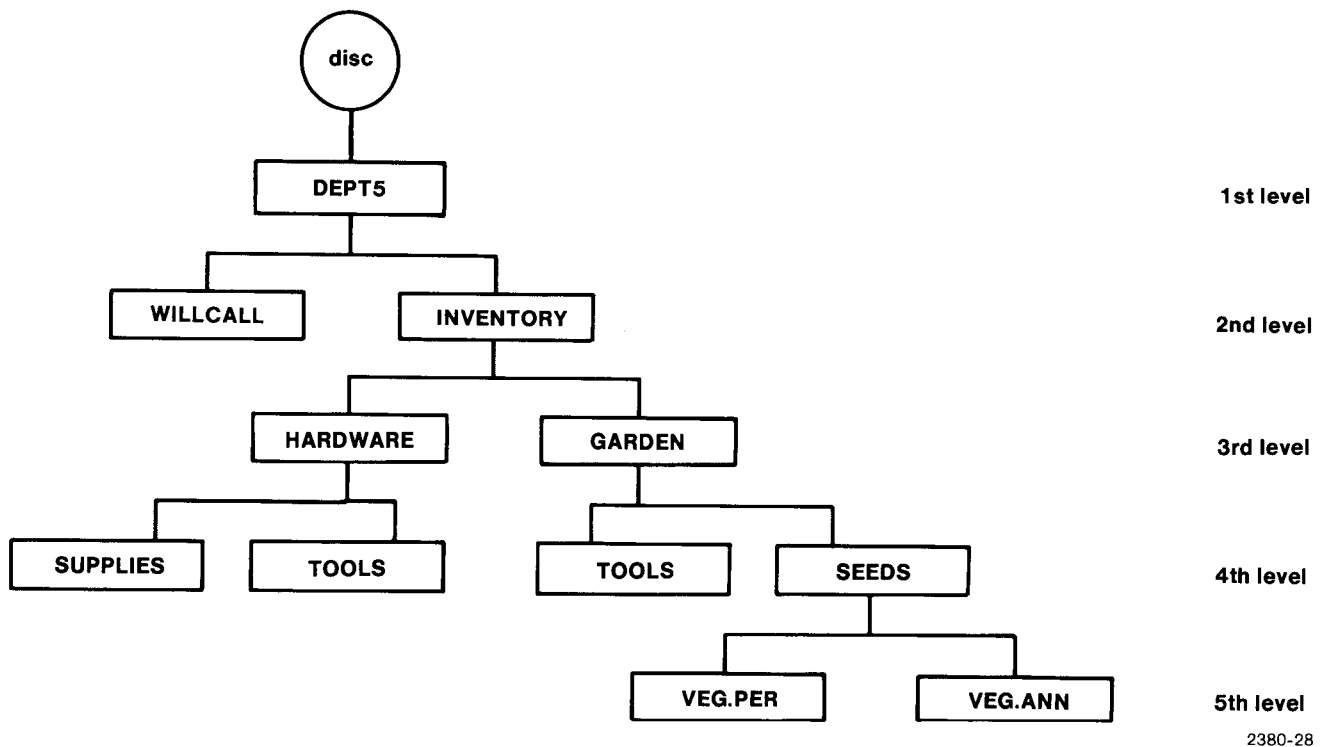 disc
DEPT5
1st level
WILLCALL
INVENTORY
2nd level
HARDWARE
GARDEN
3rd level
SUPPLIES
TOOLS
TOOLS
SEEDS
4th level
VEG.PER
VEG.ANN
5th level
2380-28